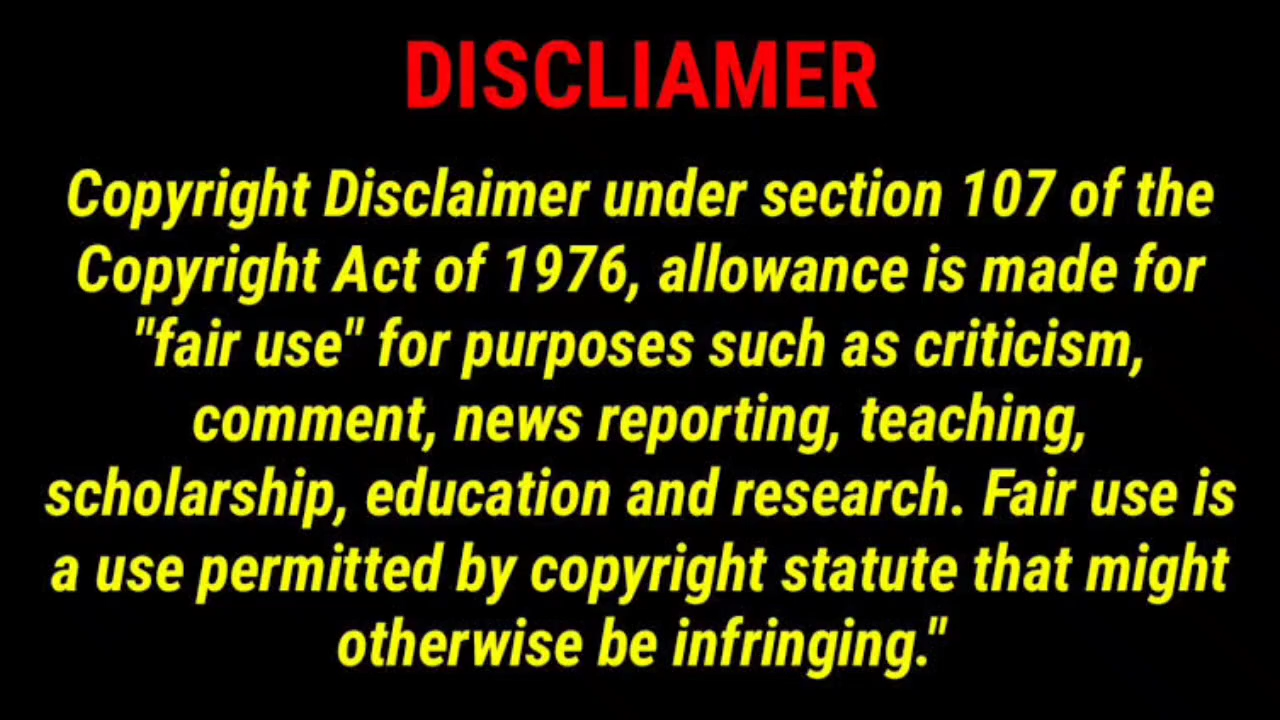 DISCLIAMER
Copyright Disclaimer under section 107 of the
Copyright Act of 1976, allowance is made for
"fair use" for purposes such as criticism,
comment, news reporting, teaching,
scholarship, education and research. Fair use is
a use permitted by copyright statute that might
otherwise be infringing."